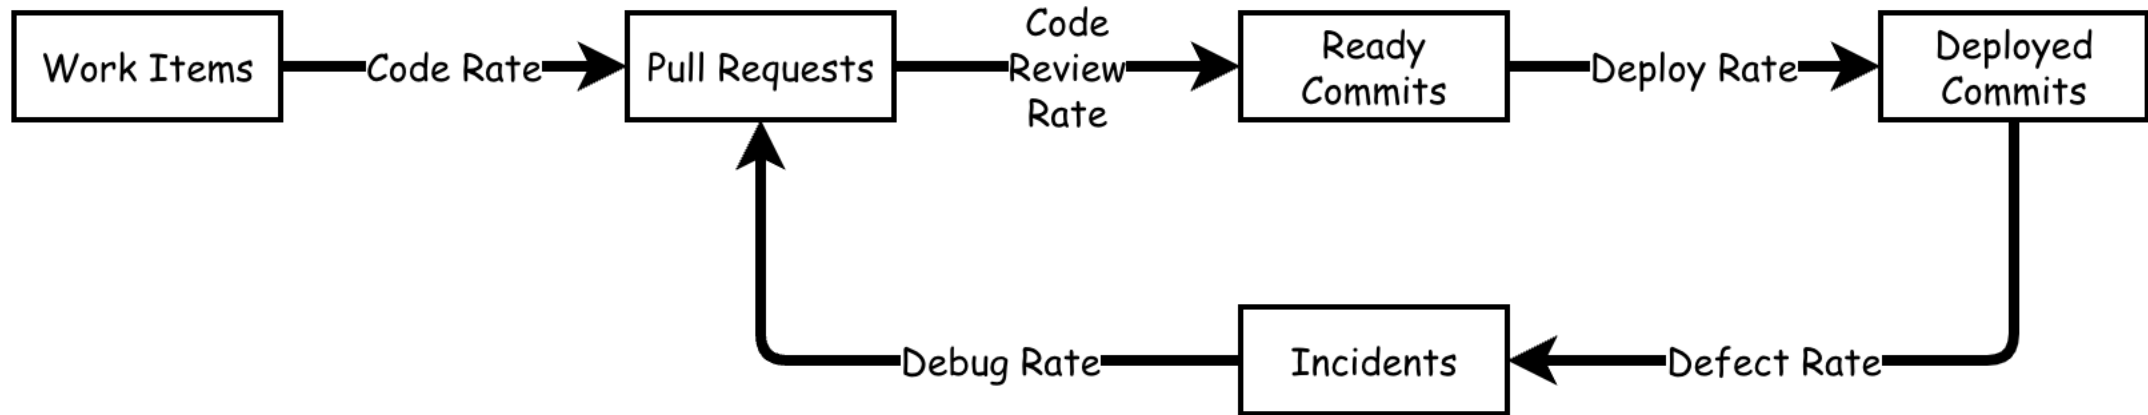 Work Items
Code Rate
Pull Requests
Code
Review
Rate
Ready
Commits
Deploy Rate
Deployed
Commits
Debug Rate
Incidents
Defect Rate